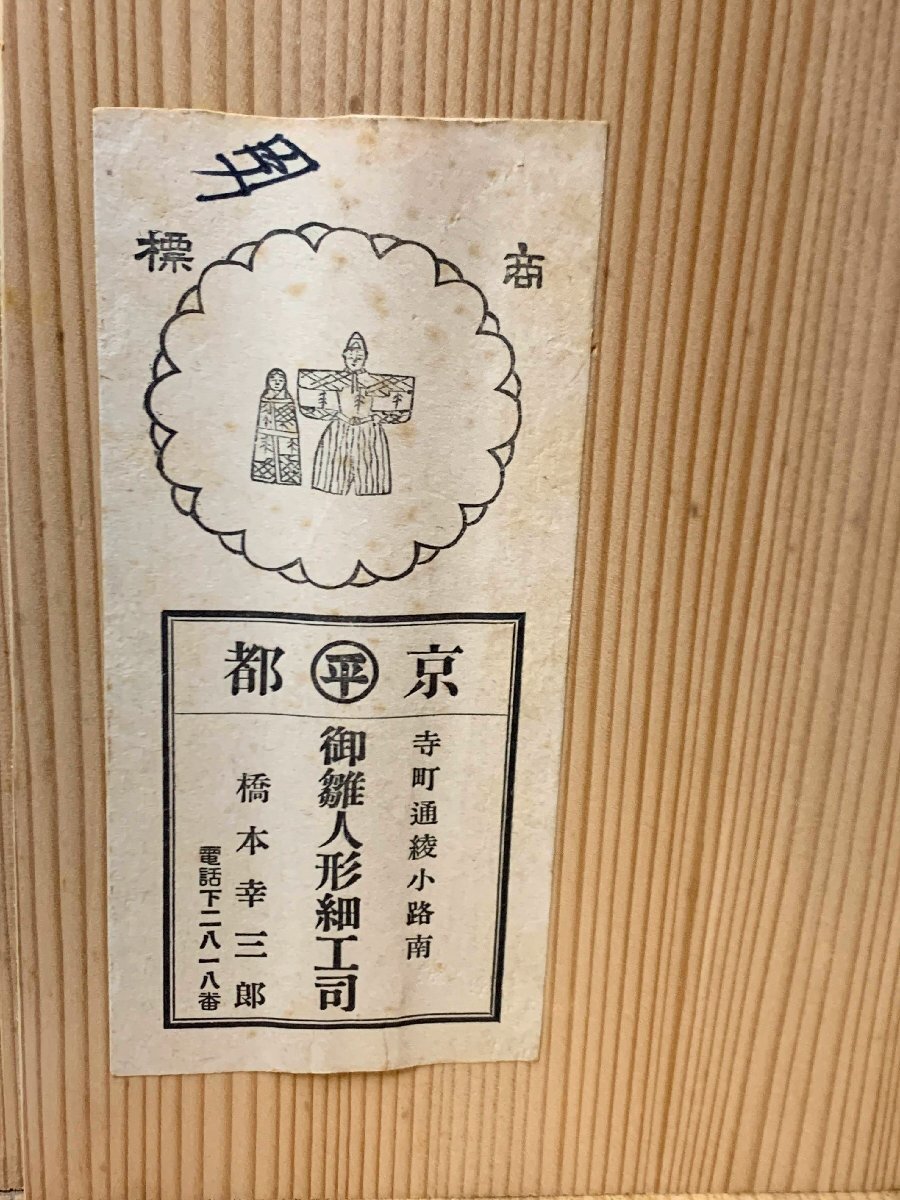 商標
京 平 都
寺町通綾小路南
御雛人形細工司
橋本幸三郎
電話下二八一八番